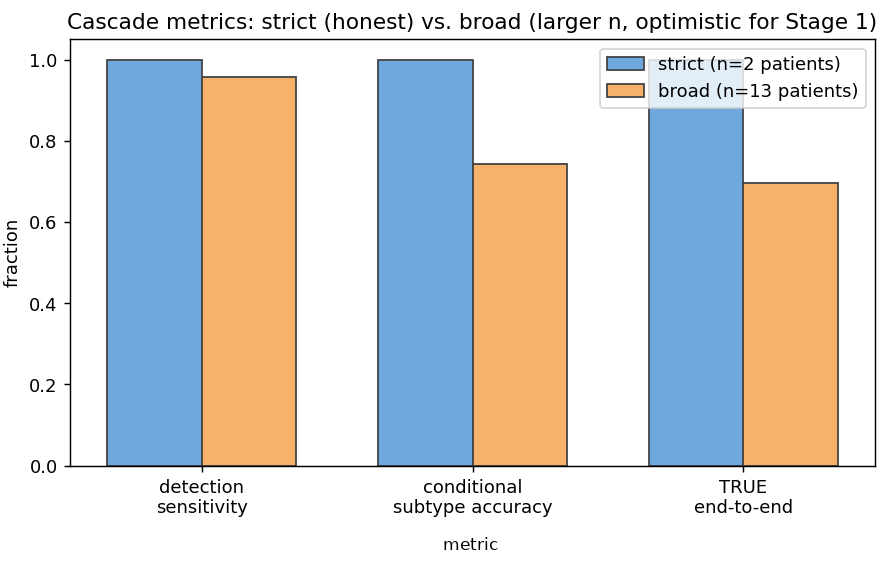 Cascade metrics: strict (honest) vs. broad (larger n, optimistic for Stage 1)
strict (n=2 patients)
broad (n=13 patients)
fraction
1.0
0.8
0.6
0.4
0.2
0.0
detection
sensitivity
conditional
subtype accuracy
TRUE
end-to-end
metric